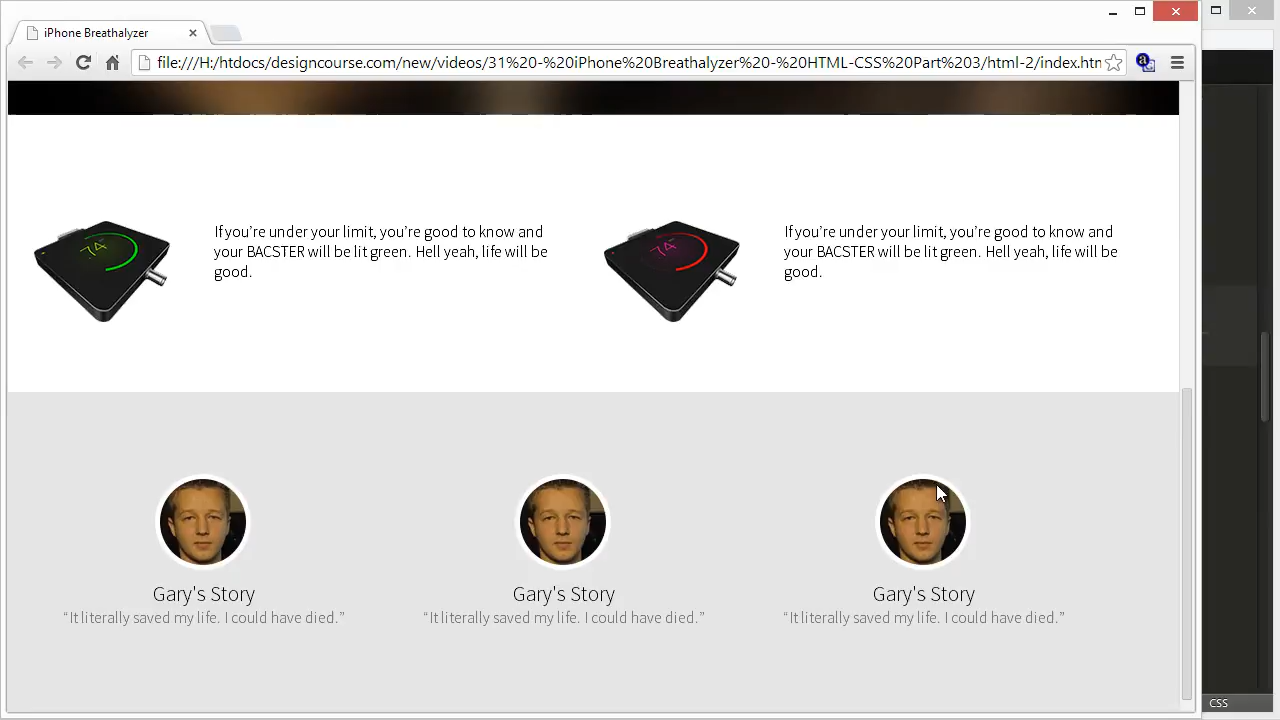 iPhone Breathalyzer
file:///H:/htdocs/designcourse.com/new/videos/31%20-%20iPhone%20Breathalyzer%20-%20HTML-CSS%20Part%203/html-2/index.htm
If you’re under your limit, you’re good to know and
your BACSTER will be lit green. Hell yeah, life will be
good.
If you’re under your limit, you’re good to know and
your BACSTER will be lit green. Hell yeah, life will be
good.
.74
.74
Gary's Story
Gary's Story
Gary's Story
“It literally saved my life. I could have died.”
“It literally saved my life. I could have died.”
“It literally saved my life. I could have died.”
CSS